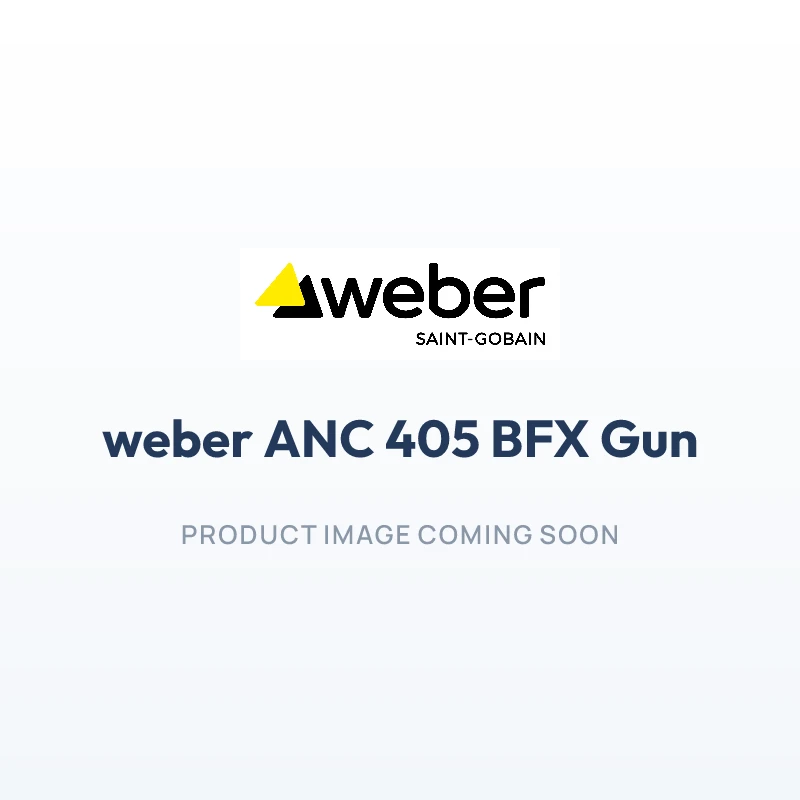 weber
SAINT-GOBAIN
weber ANC 405 BFX Gun
PRODUCT IMAGE COMING SOON